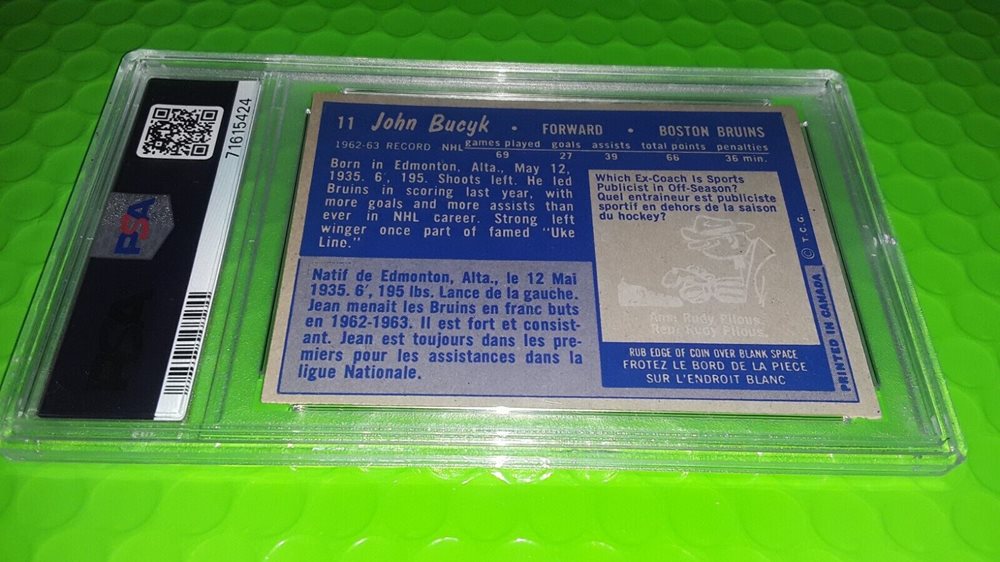 PSA
71615424
11 John Bucyk • FORWARD • BOSTON BRUINS
1962-63 RECORD NHL games played goals assists total points penalties
69 27 39 66 36 min.
Born in Edmonton, Alta., May 12,
1935. 6', 195. Shoots left. He led
Bruins in scoring last year, with
more goals and more assists than
ever in NHL career. Strong left
winger once part of famed "Uke
Line."
Natif de Edmonton, Alta., le 12 Mai
1935. 6', 195 lbs. Lance de la gauche.
Jean menait les Bruins en franc buts
en 1962-1963. Il est fort et consist-
ant. Jean est toujours dans les pre-
miers pour les assistances dans la
ligue Nationale.
Which Ex-Coach Is Sports
Publicist in Off-Season?
Quel entraineur est publiciste
sportif en dehors de la saison
du hockey?
Ans: Rudy Pilous
Rep: Rudy Pilous
RUB EDGE OF COIN OVER BLANK SPACE
FROTEZ LE BORD DE LA PIECE
SUR L'ENDROIT BLANC
© T.C.G.
PRINTED IN CANADA